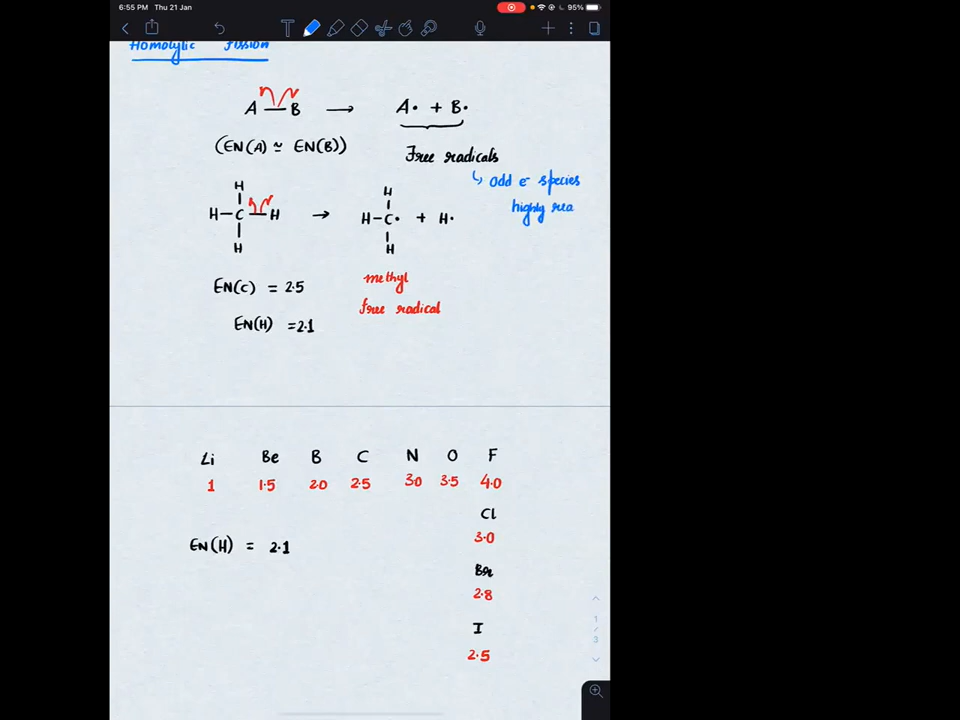 6:55 PM Thu 21 Jan 95%
Homolytic Fission
A — B → A· + B·
(EN(A) ≃ EN(B))
Free radicals
↳ odd e⁻ species
highly rea
H H
H–C–H → H–C· + H·
H H
EN(C) = 2.5
methyl
free radical
EN(H) = 2.1
Li Be B C N O F
1 1.5 2.0 2.5 3.0 3.5 4.0
Cl
3.0
EN(H) = 2.1
Br
2.8
I
2.5
1
/
3